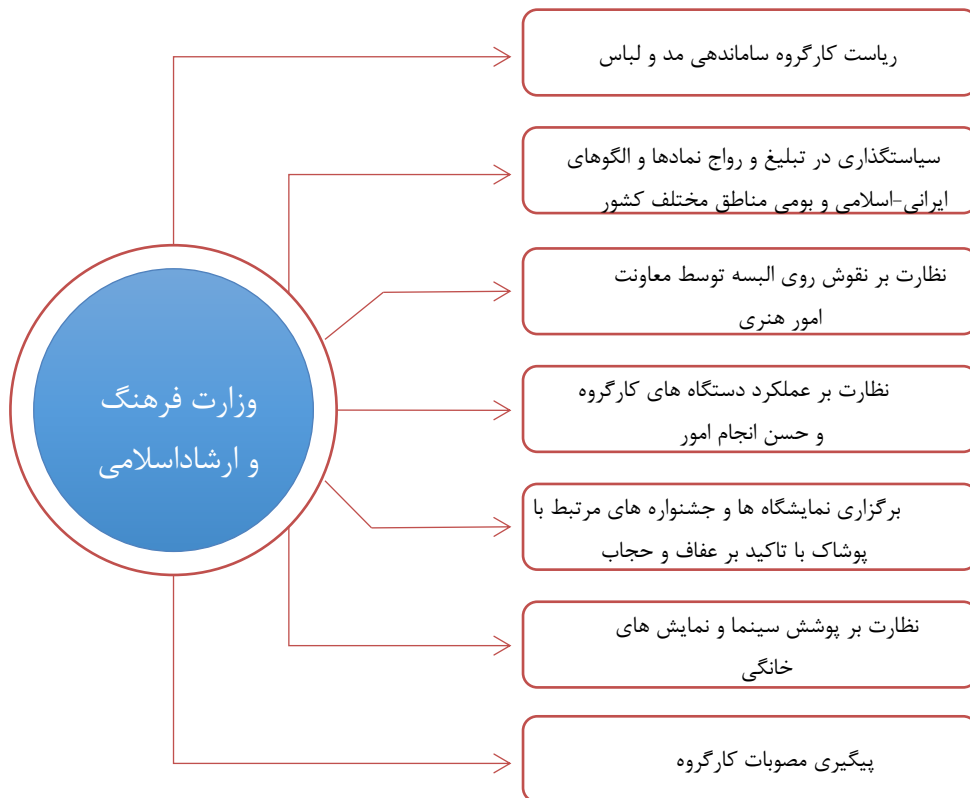 وزارت فرهنگ
و ارشاداسلامی
ریاست کارگروه ساماندهی مد و لباس
سیاستگذاری در تبلیغ و رواج نمادها و الگوهای
ایرانی-اسلامی و بومی مناطق مختلف کشور
نظارت بر نقوش روی البسه توسط معاونت
امور هنری
نظارت بر عملکرد دستگاه های کارگروه
و حسن انجام امور
برگزاری نمایشگاه ها و جشنواره های مرتبط با
پوشاک با تاکید بر عفاف و حجاب
نظارت بر پوشش سینما و نمایش های
خانگی
پیگیری مصوبات کارگروه